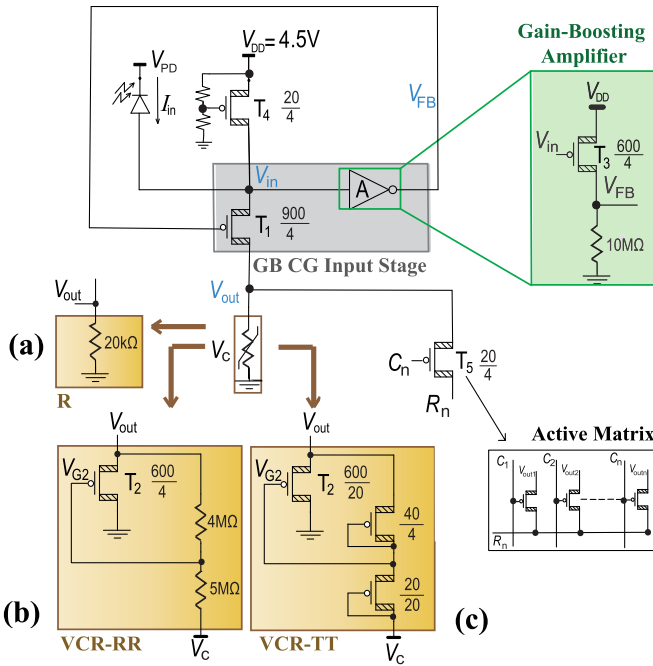 V_DD = 4.5V
Gain-Boosting
Amplifier
V_PD
I_in
T_4 20/4
V_FB
V_DD
V_in
T_3 600/4
V_FB
10MΩ
V_in
A
T_1 900/4
GB CG Input Stage
V_out
V_out
(a)
20kΩ
R
V_C
C_n
T_5 20/4
R_n
V_out
V_G2
T_2 600/4
4MΩ
5MΩ
V_C
(b)
VCR-RR
V_out
V_G2
T_2 600/20
40/4
20/20
V_C
VCR-TT
(c)
Active Matrix
C_1 V_out1 C_2 V_out2 C_n V_outn
R_n